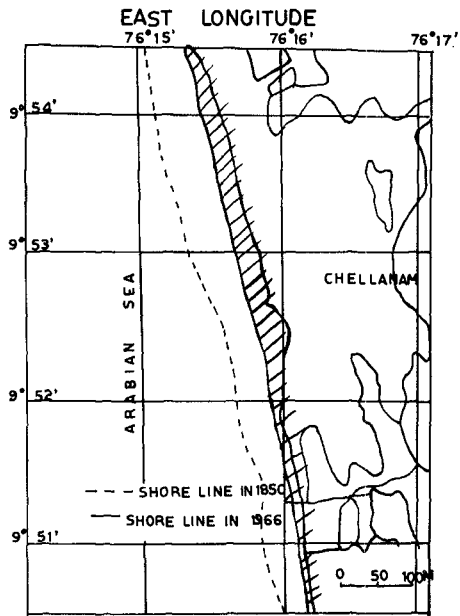 EAST LONGITUDE
76°15' 76°16' 76°17'
9° 54'
9° 53'
CHELLANAM
ARABIAN SEA
9° 52'
--- SHORE LINE IN 1850
— SHORE LINE IN 1966
9° 51'
0 50 100M